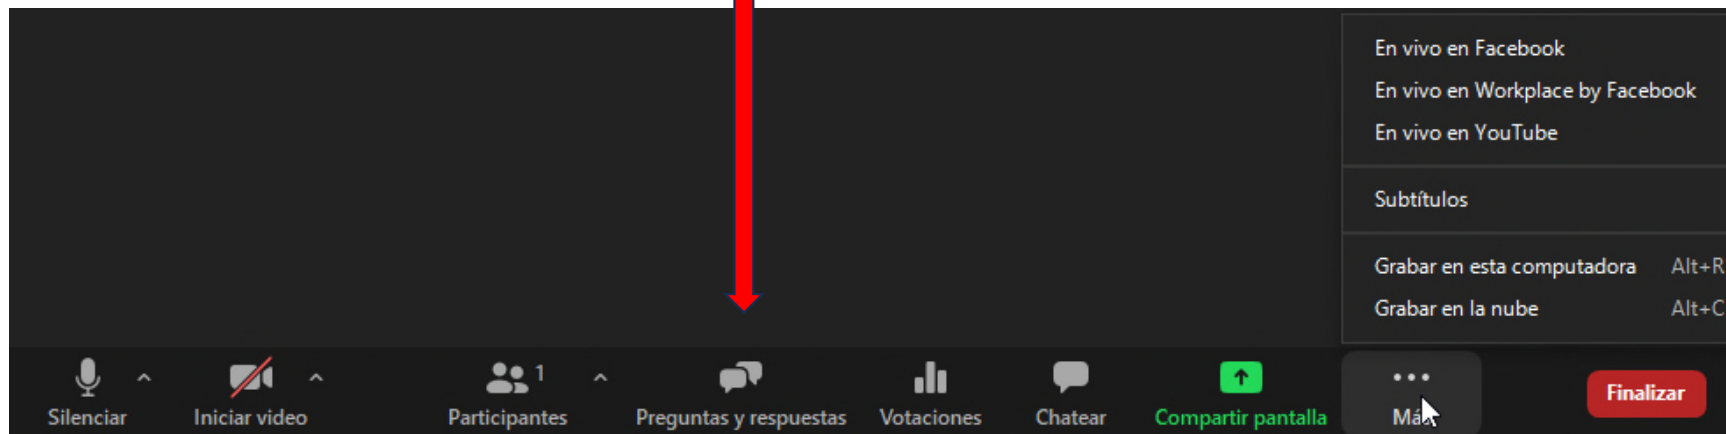 En vivo en Facebook
En vivo en Workplace by Facebook
En vivo en YouTube
Subtítulos
Grabar en esta computadora Alt+R
Grabar en la nube Alt+C
1
Silenciar Iniciar video Participantes Preguntas y respuestas Votaciones Chatear Compartir pantalla Más Finalizar